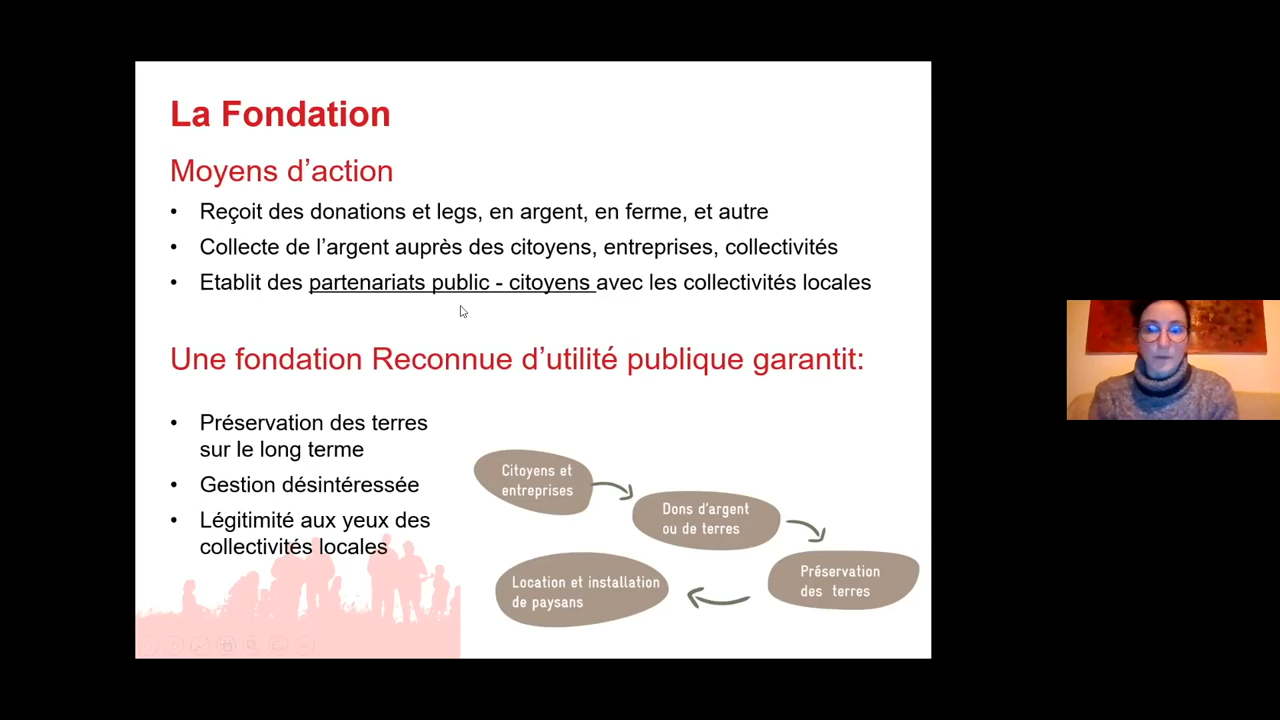 La Fondation
Moyens d’action
• Reçoit des donations et legs, en argent, en ferme, et autre
• Collecte de l’argent auprès des citoyens, entreprises, collectivités
• Etablit des partenariats public - citoyens avec les collectivités locales
Une fondation Reconnue d’utilité publique garantit:
• Préservation des terres
sur le long terme
• Gestion désintéressée
• Légitimité aux yeux des
collectivités locales
Citoyens et
entreprises
Dons d’argent
ou de terres
Préservation
des terres
Location et installation
de paysans